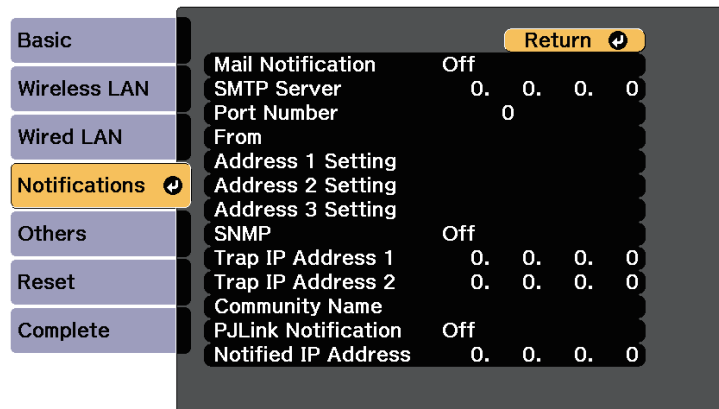 Basic
Wireless LAN
Wired LAN
Notifications
Others
Reset
Complete
Return
Mail Notification Off
SMTP Server 0. 0. 0. 0
Port Number 0
From
Address 1 Setting
Address 2 Setting
Address 3 Setting
SNMP Off
Trap IP Address 1 0. 0. 0. 0
Trap IP Address 2 0. 0. 0. 0
Community Name
PJLink Notification Off
Notified IP Address 0. 0. 0. 0